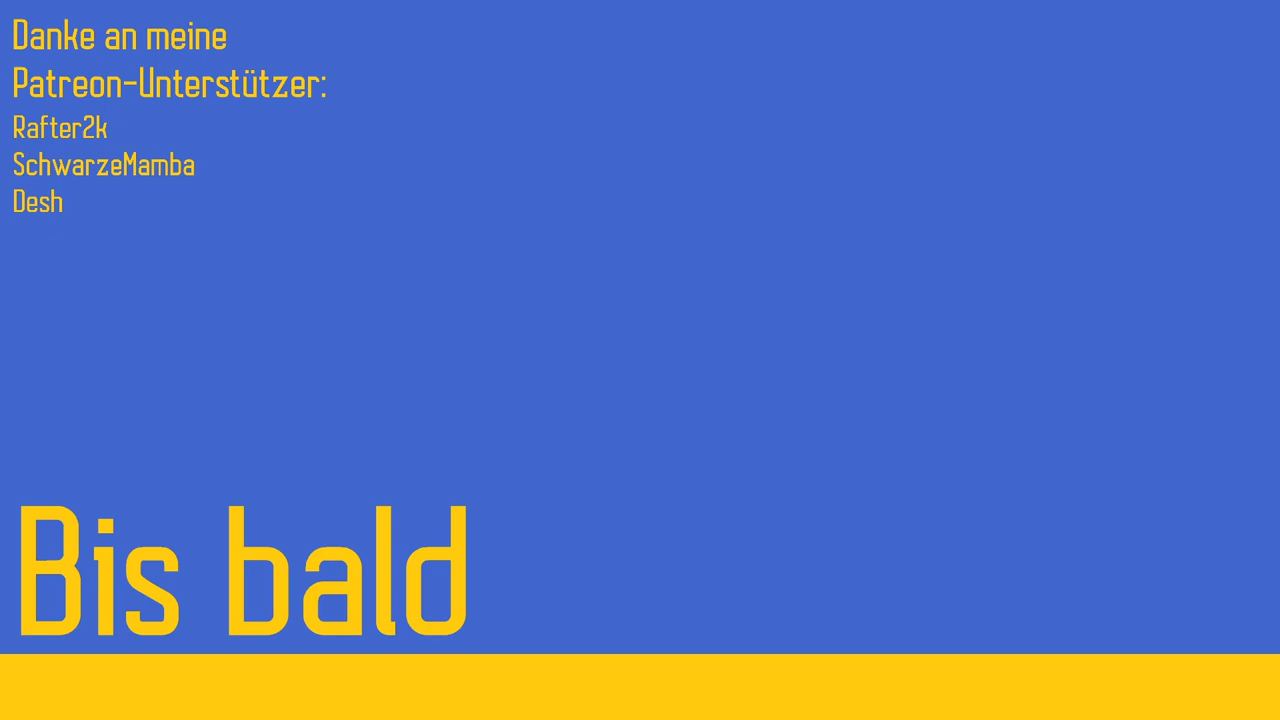 Danke an meine
Patreon-Unterstützer:
Rafter2k
SchwarzeMamba
Desh
Bis bald